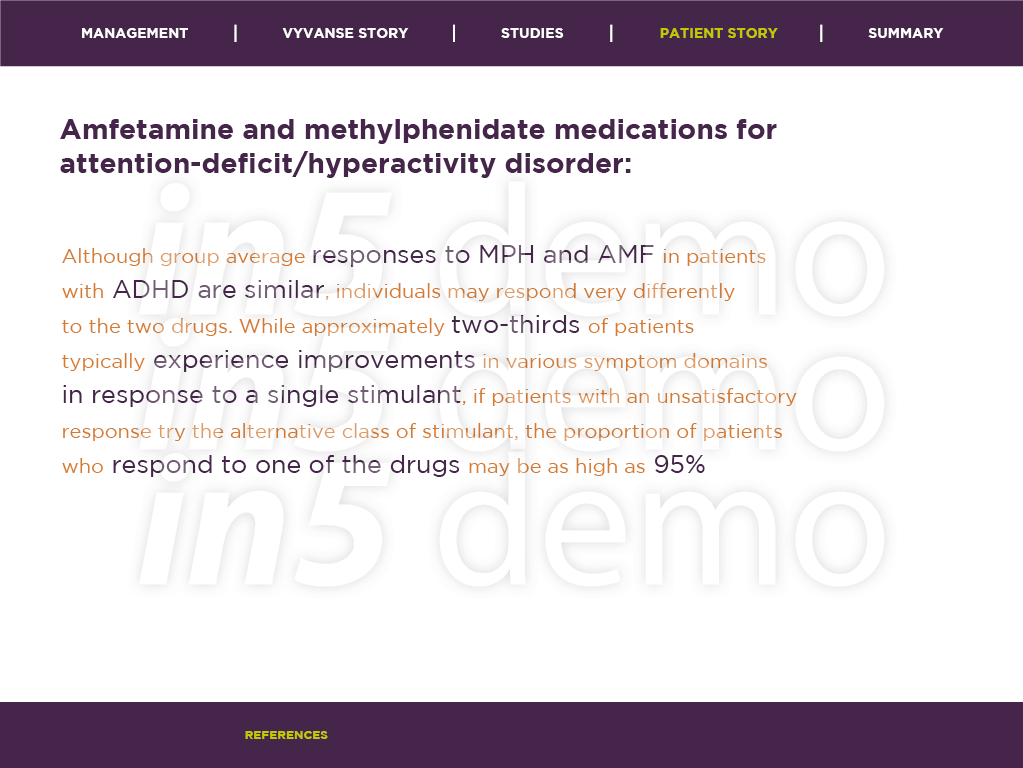 MANAGEMENT | VYVANSE STORY | STUDIES | PATIENT STORY | SUMMARY
Amfetamine and methylphenidate medications for
attention-deficit/hyperactivity disorder:
Although group average responses to MPH and AMF in patients
with ADHD are similar, individuals may respond very differently
to the two drugs. While approximately two-thirds of patients
typically experience improvements in various symptom domains
in response to a single stimulant, if patients with an unsatisfactory
response try the alternative class of stimulant, the proportion of patients
who respond to one of the drugs may be as high as 95%
in5 demo
in5 demo
in5 demo
REFERENCES